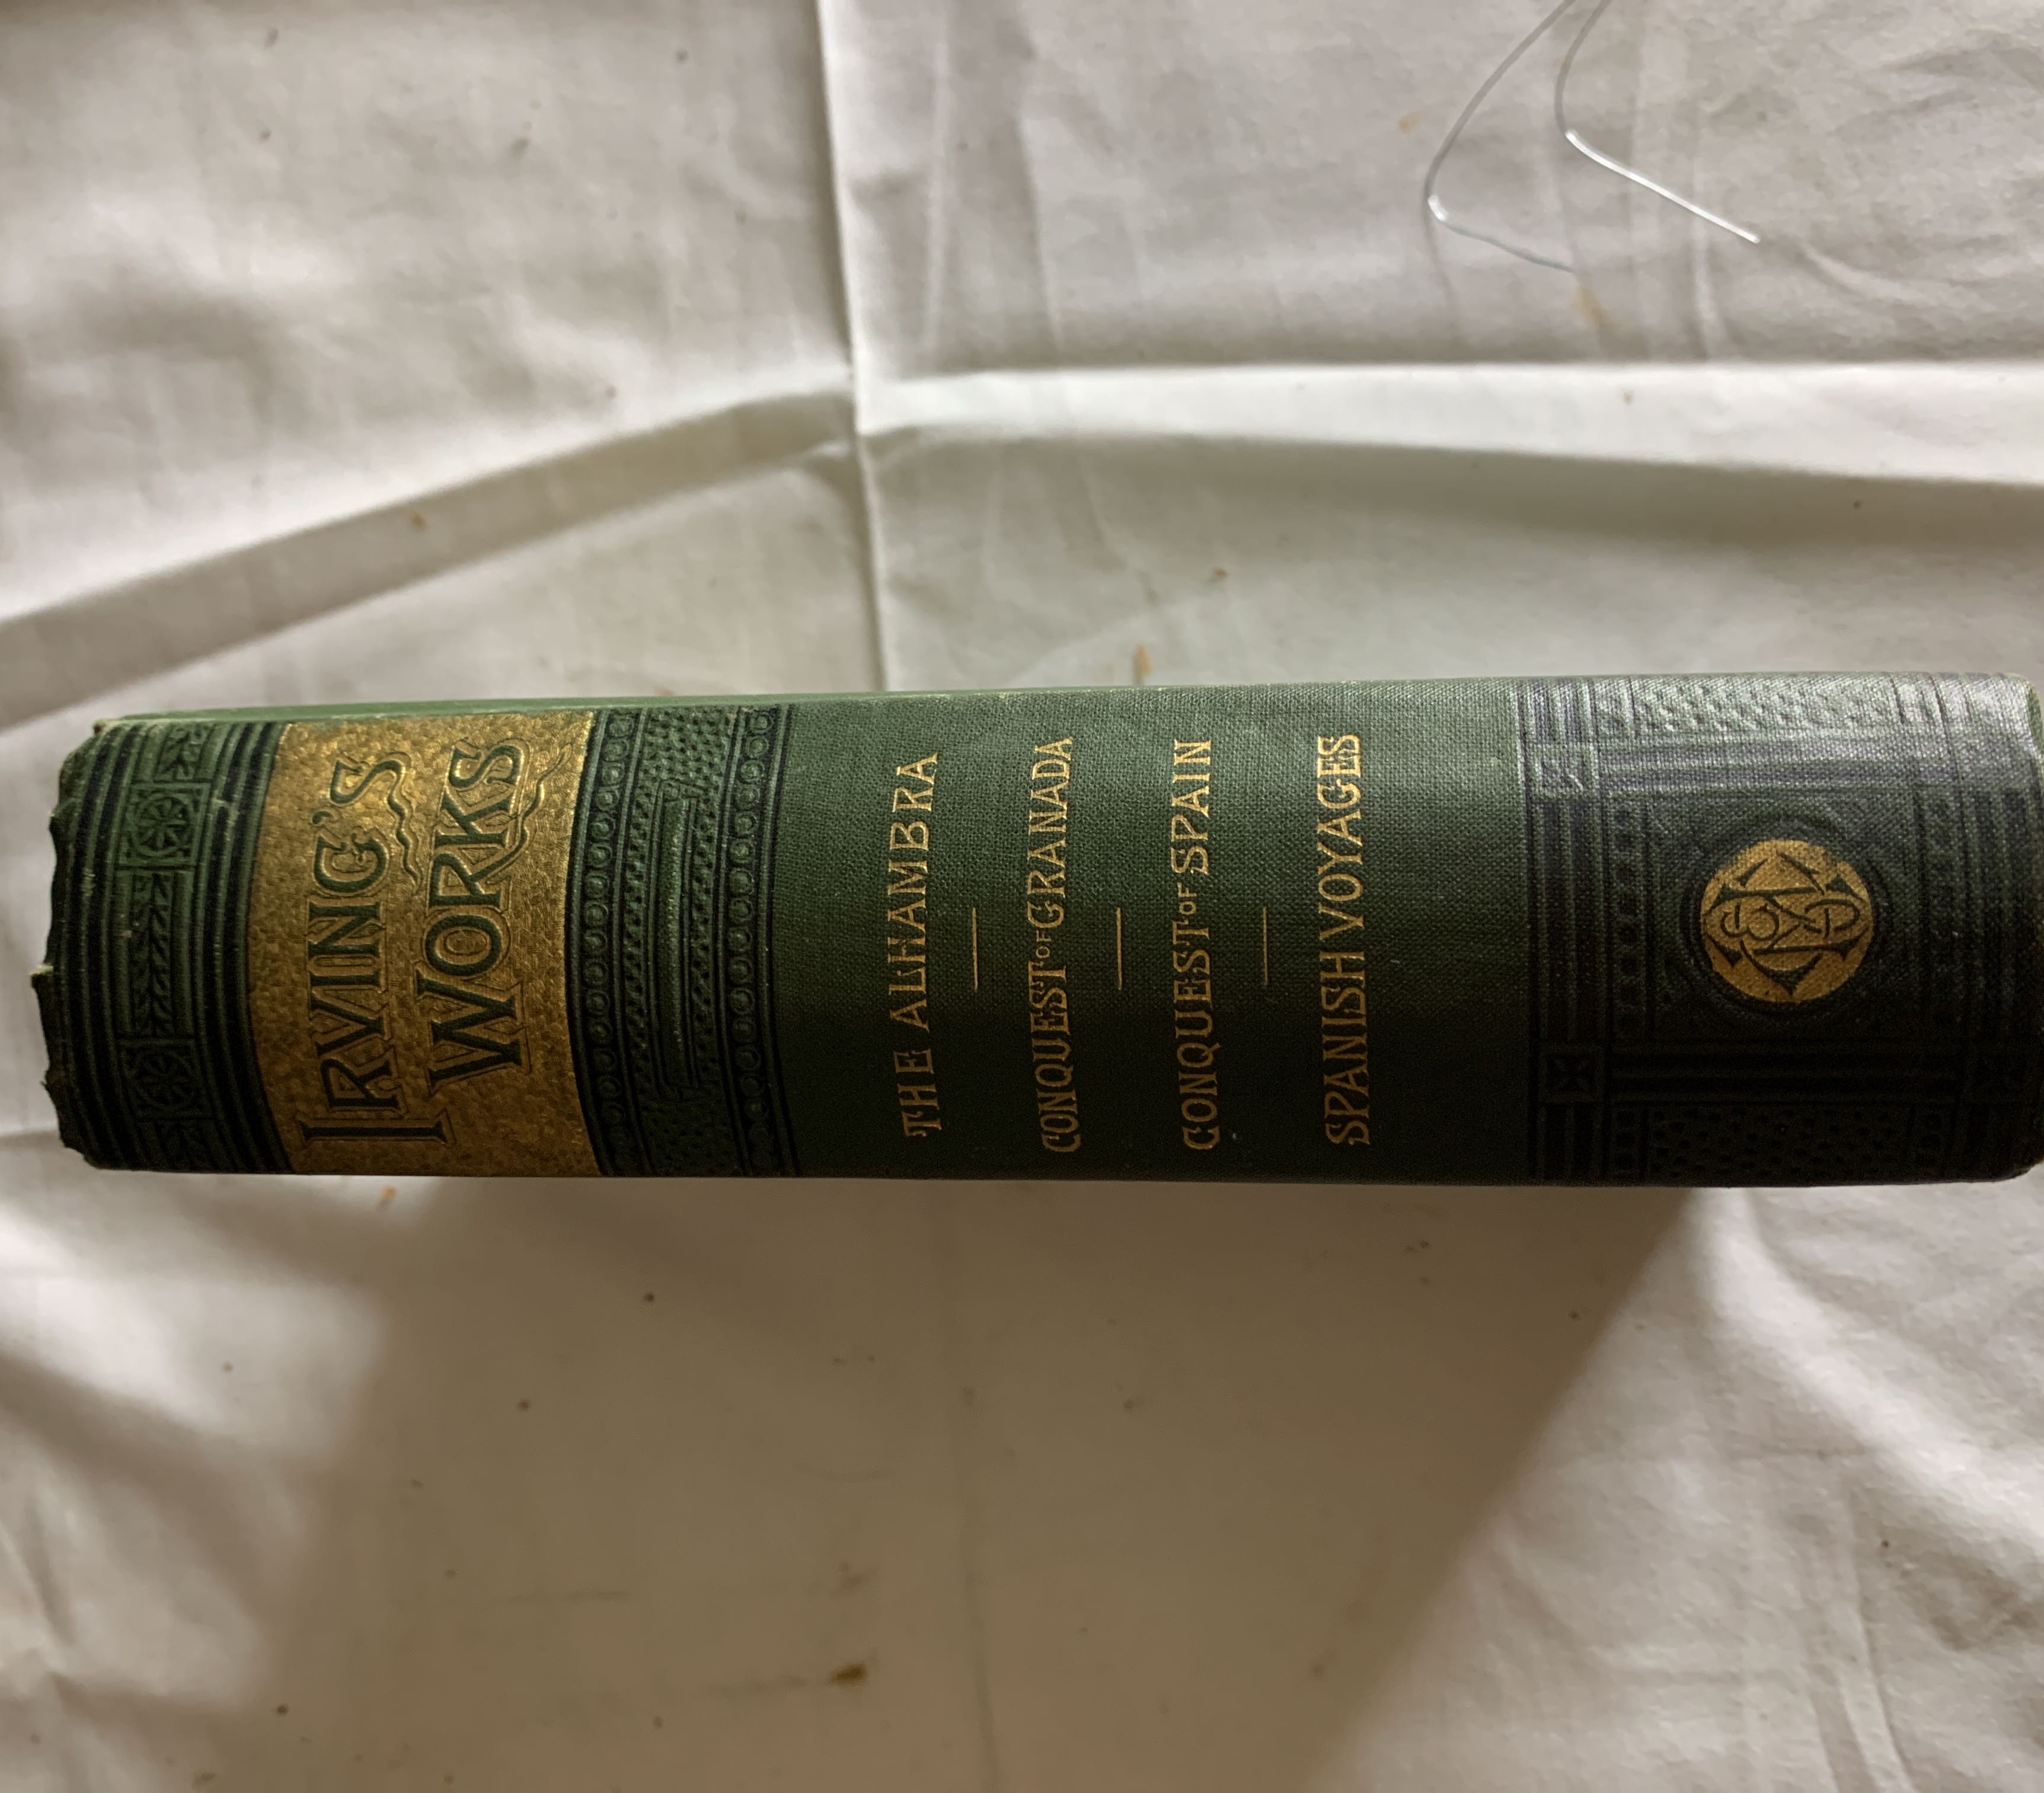 IRVING'S
WORKS
THE ALHAMBRA
CONQUEST OF GRANADA
CONQUEST OF SPAIN
SPANISH VOYAGES